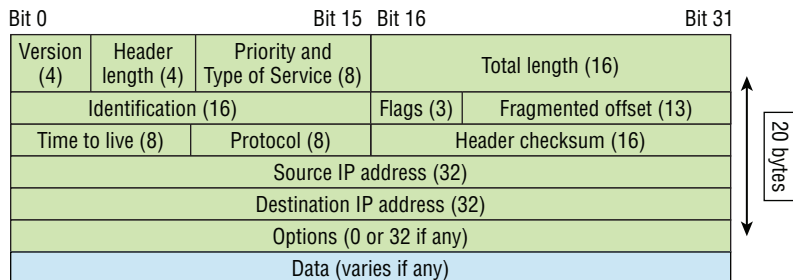 Bit 0 Bit 15 Bit 16 Bit 31
Version (4)
Header length (4)
Priority and Type of Service (8)
Total length (16)
Identification (16)
Flags (3)
Fragmented offset (13)
Time to live (8)
Protocol (8)
Header checksum (16)
Source IP address (32)
Destination IP address (32)
Options (0 or 32 if any)
Data (varies if any)
20 bytes